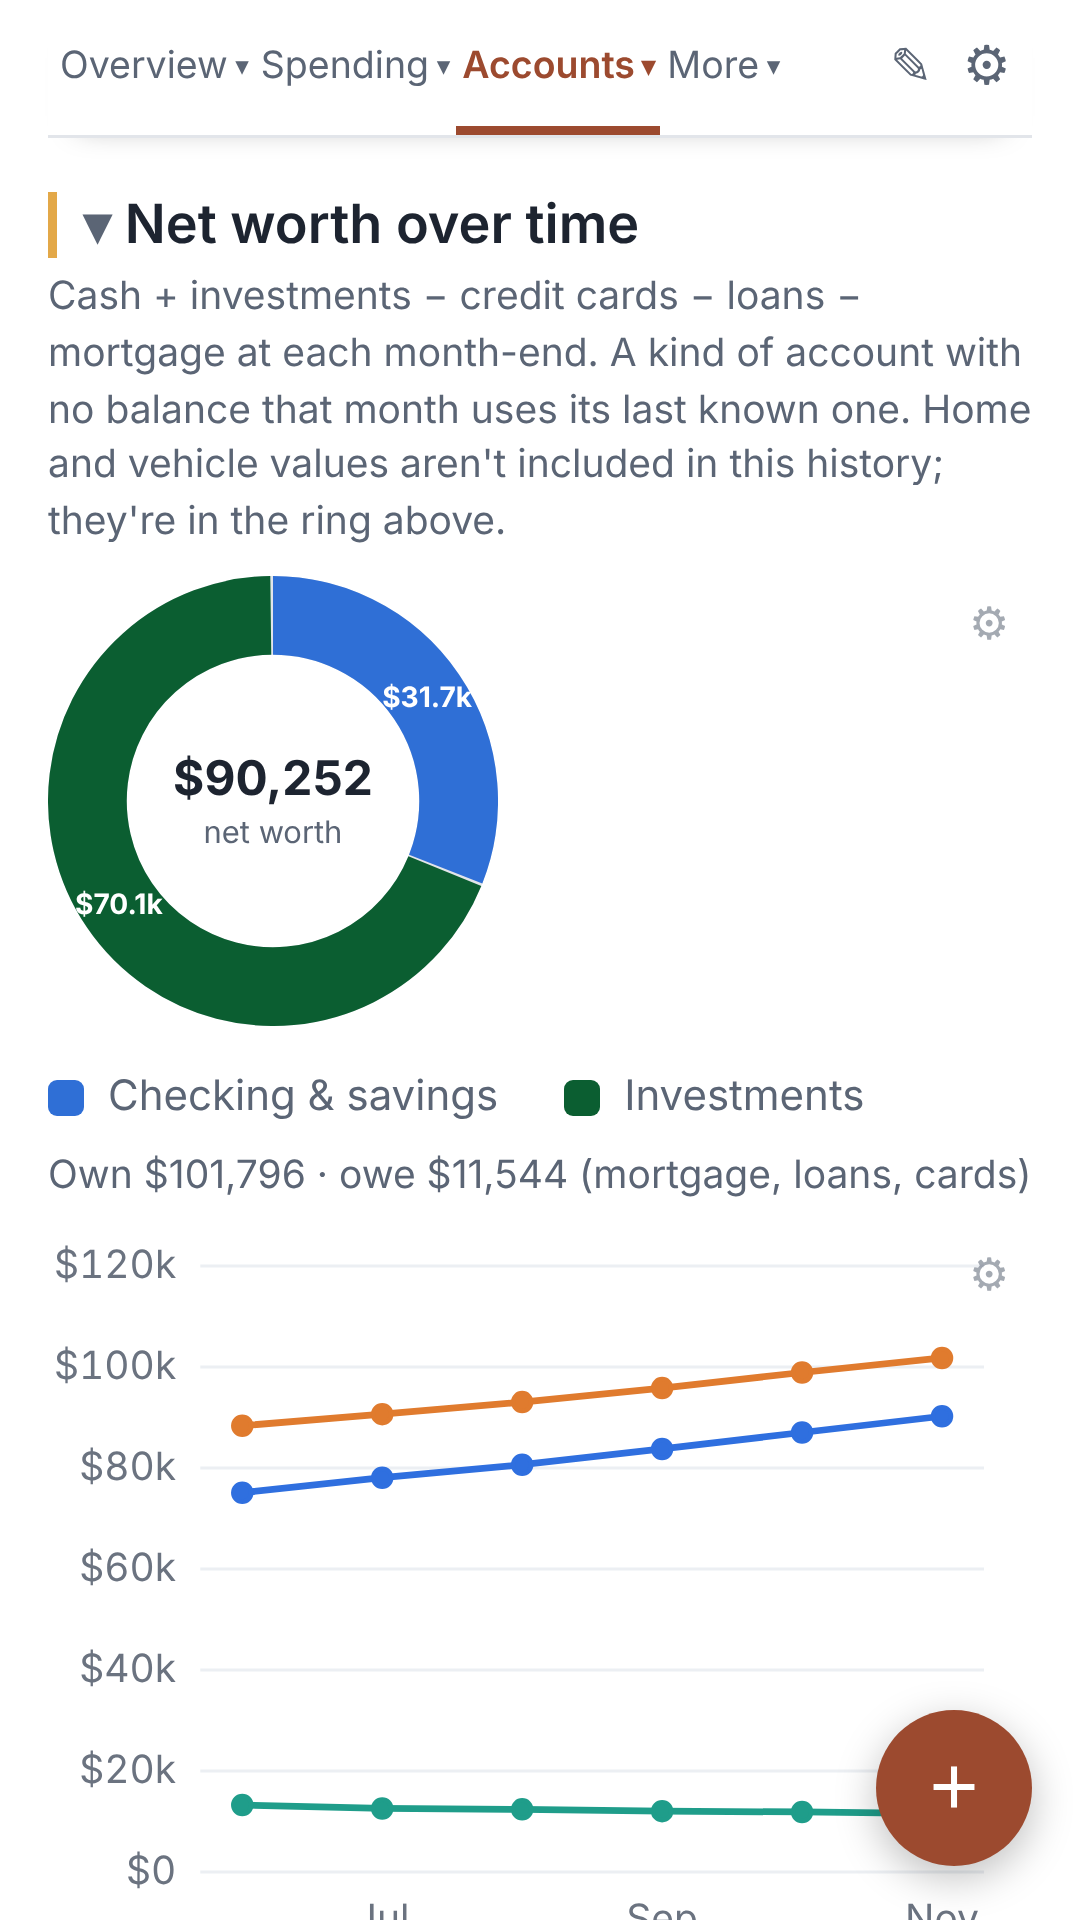 Overview ▾ Spending ▾ Accounts ▾ More ▾
▼ Net worth over time
Cash + investments − credit cards − loans −
mortgage at each month-end. A kind of account with
no balance that month uses its last known one. Home
and vehicle values aren't included in this history;
they're in the ring above.
$31.7k
$90,252
net worth
$70.1k
Checking & savings Investments
Own $101,796 · owe $11,544 (mortgage, loans, cards)
$120k
$100k
$80k
$60k
$40k
$20k
+
$0
Jul Sep Nov